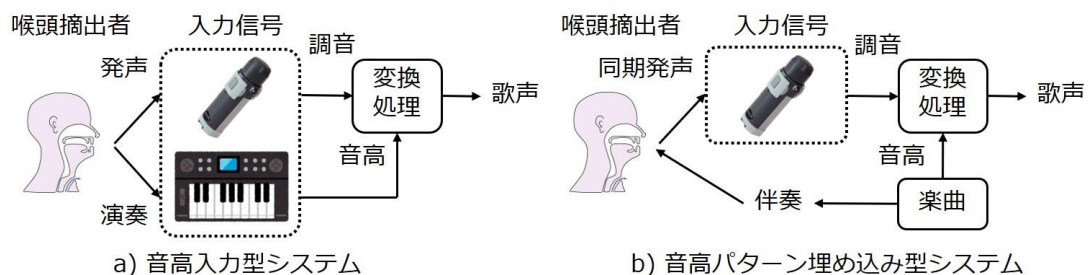 喉頭摘出者
入力信号
発声
調音
変換
処理
歌声
音高
演奏
a) 音高入力型システム
喉頭摘出者
入力信号
同期発声
調音
変換
処理
歌声
音高
伴奏
楽曲
b) 音高パターン埋め込み型システム